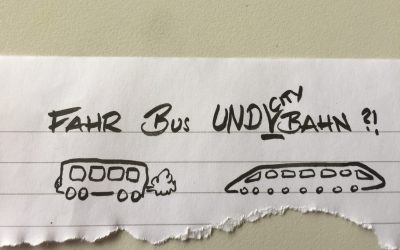 FAHR BUS UND CITY BAHN ?!